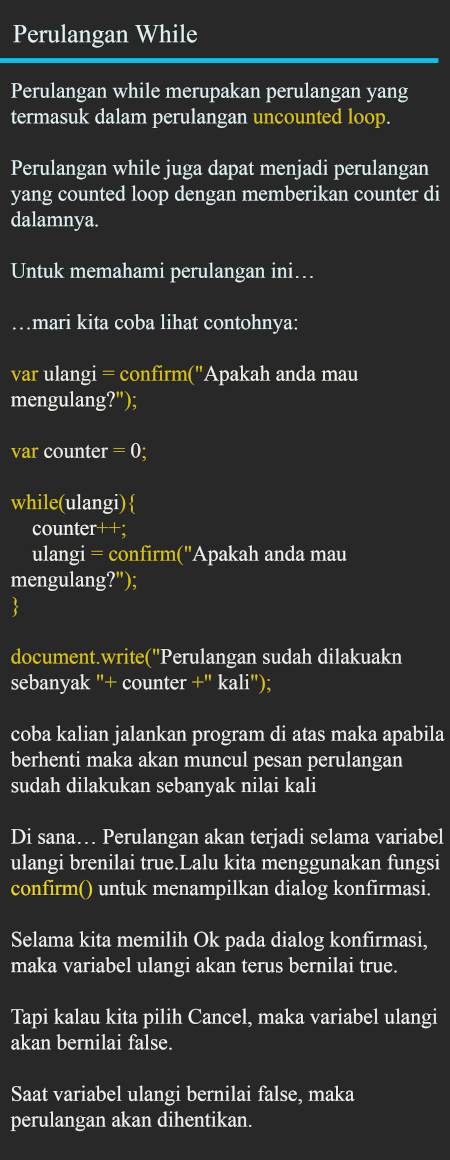 Perulangan While
Perulangan while merupakan perulangan yang
termasuk dalam perulangan uncounted loop.
Perulangan while juga dapat menjadi perulangan
yang counted loop dengan memberikan counter di
dalamnya.
Untuk memahami perulangan ini…
…mari kita coba lihat contohnya:
var ulangi = confirm("Apakah anda mau
mengulang?");
var counter = 0;
while(ulangi){
counter++;
ulangi = confirm("Apakah anda mau
mengulang?");
}
document.write("Perulangan sudah dilakuakn
sebanyak "+ counter +" kali");
coba kalian jalankan program di atas maka apabila
berhenti maka akan muncul pesan perulangan
sudah dilakukan sebanyak nilai kali
Di sana… Perulangan akan terjadi selama variabel
ulangi brenilai true.Lalu kita menggunakan fungsi
confirm() untuk menampilkan dialog konfirmasi.
Selama kita memilih Ok pada dialog konfirmasi,
maka variabel ulangi akan terus bernilai true.
Tapi kalau kita pilih Cancel, maka variabel ulangi
akan bernilai false.
Saat variabel ulangi bernilai false, maka
perulangan akan dihentikan.